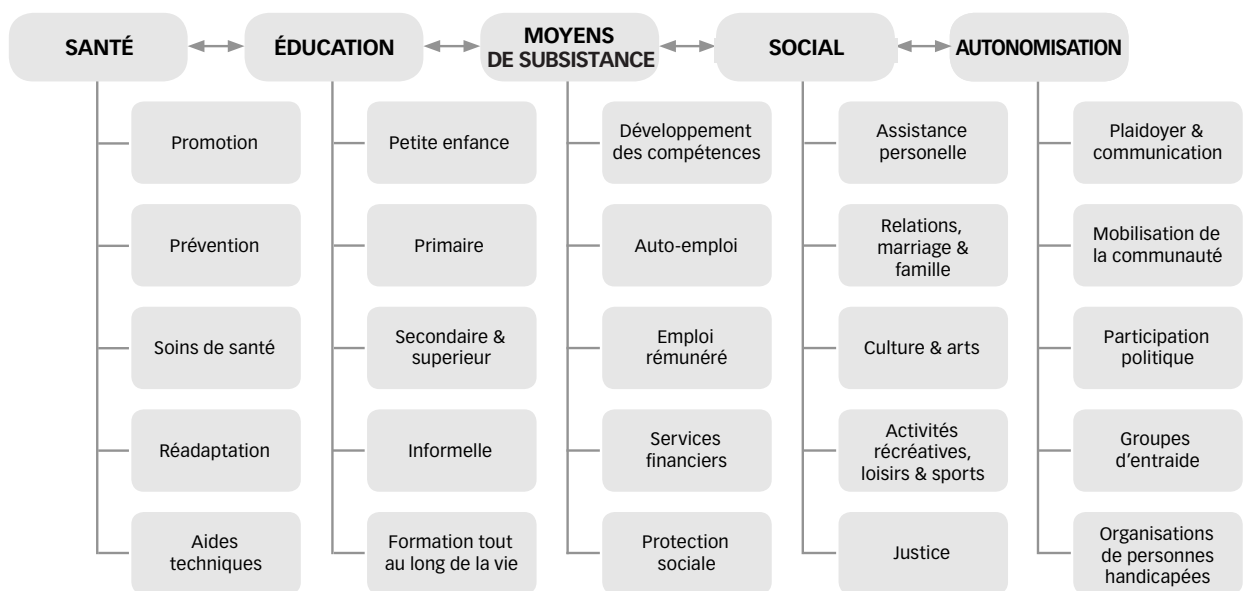 SANTÉ
ÉDUCATION
MOYENS
DE SUBSISTANCE
SOCIAL
AUTONOMISATION
Promotion
Prévention
Soins de santé
Réadaptation
Aides
techniques
Petite enfance
Primaire
Secondaire &
superieur
Informelle
Formation tout
au long de la vie
Développement
des compétences
Auto-emploi
Emploi
rémunéré
Services
financiers
Protection
sociale
Assistance
personelle
Relations,
marriage &
famille
Culture & arts
Activités
récréatives,
loisirs & sports
Justice
Plaidoyer &
communication
Mobilisation de
la communauté
Participation
politique
Groupes
d'entraide
Organisations
de personnes
handicapées